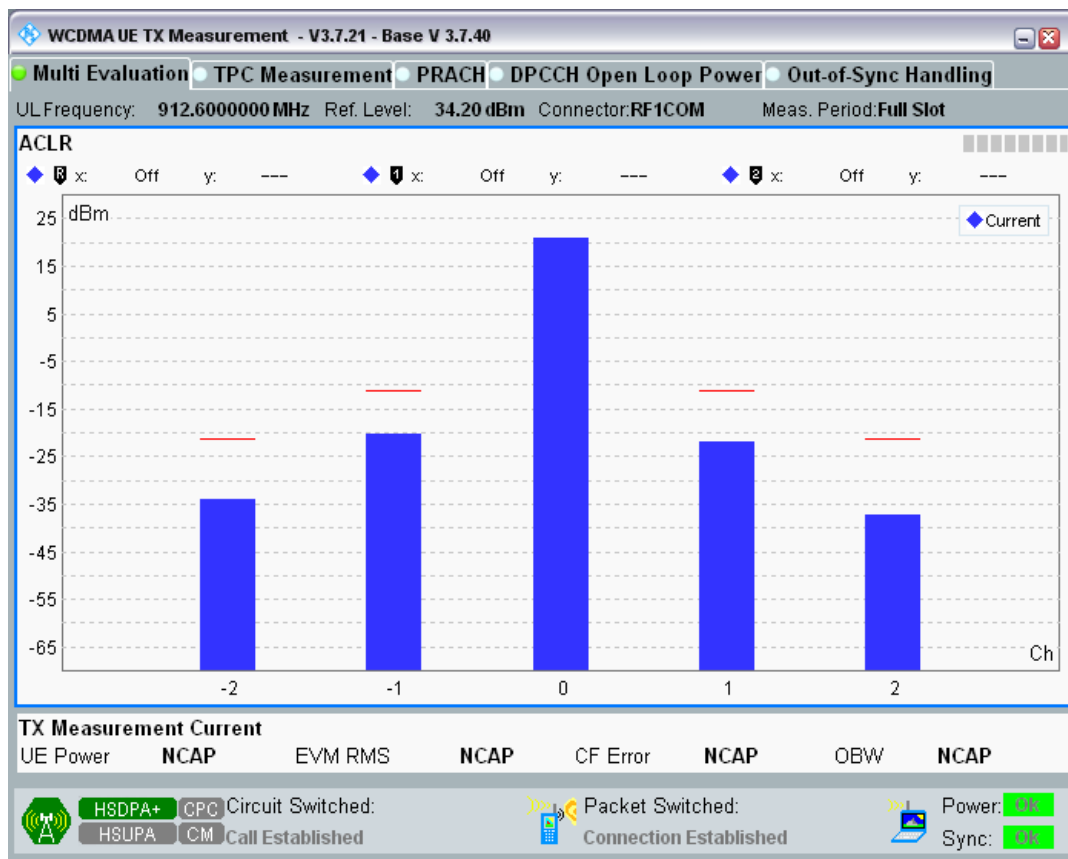 WCDMA UE TX Measurement - V3.7.21 - Base V 3.7.40
Multi Evaluation TPC Measurement PRACH DPCCH Open Loop Power Out-of-Sync Handling
UL Frequency: 912.6000000 MHz Ref. Level: 34.20 dBm Connector:RF1COM Meas. Period:Full Slot
ACLR
R x: Off y: --- 1 x: Off y: --- 2 x: Off y: ---
dBm
Current
25
15
5
-5
-15
-25
-35
-45
-55
-65
Ch
-2 -1 0 1 2
TX Measurement Current
UE Power NCAP EVM RMS NCAP CF Error NCAP OBW NCAP
HSDPA+ CPC Circuit Switched: Packet Switched: Power: OK
HSUPA CM Call Established Connection Established Sync: OK